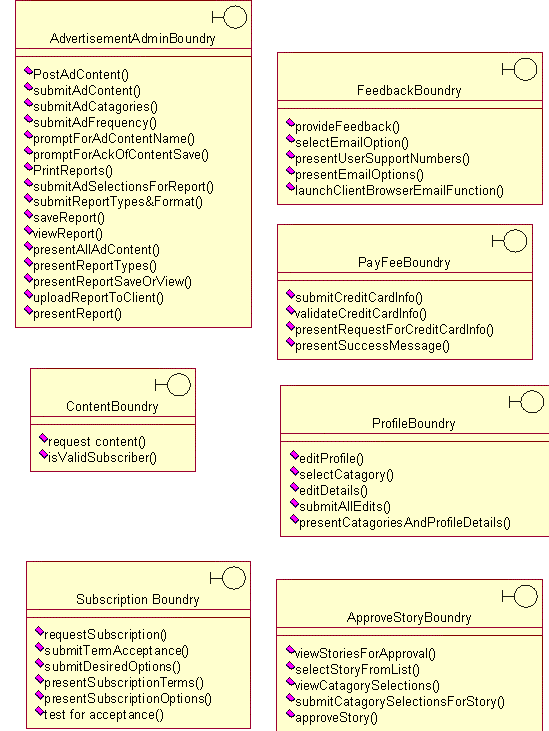 AdvertisementAdminBoundry
PostAdContent()
submitAdContent()
submitAdCatagories()
submitAdFrequency()
promptForAdContentName()
promptForAckOfContentSave()
PrintReports()
submitAdSelectionsForReport()
submitReportTypes&Format()
saveReport()
viewReport()
presentAllAdContent()
presentReportTypes()
presentReportSaveOrView()
uploadReportToClient()
presentReport()
FeedbackBoundry
provideFeedback()
selectEmailOption()
presentUserSupportNumbers()
presentEmailOptions()
launchClientBrowserEmailFunction()
PayFeeBoundry
submitCreditCardInfo()
validateCreditCardInfo()
presentRequestForCreditCardInfo()
presentSuccessMessage()
ContentBoundry
request content()
isValidSubscriber()
ProfileBoundry
editProfile()
selectCatagory()
editDetails()
submitAllEdits()
presentCatagoriesAndProfileDetails()
Subscription Boundry
requestSubscription()
submitTermAcceptance()
submitDesiredOptions()
presentSubscriptionTerms()
presentSubscriptionOptions()
test for acceptance()
ApproveStoryBoundry
viewStoriesForApproval()
selectStoryFromList()
viewCatagorySelections()
submitCatagorySelectionsForStory()
approveStory()